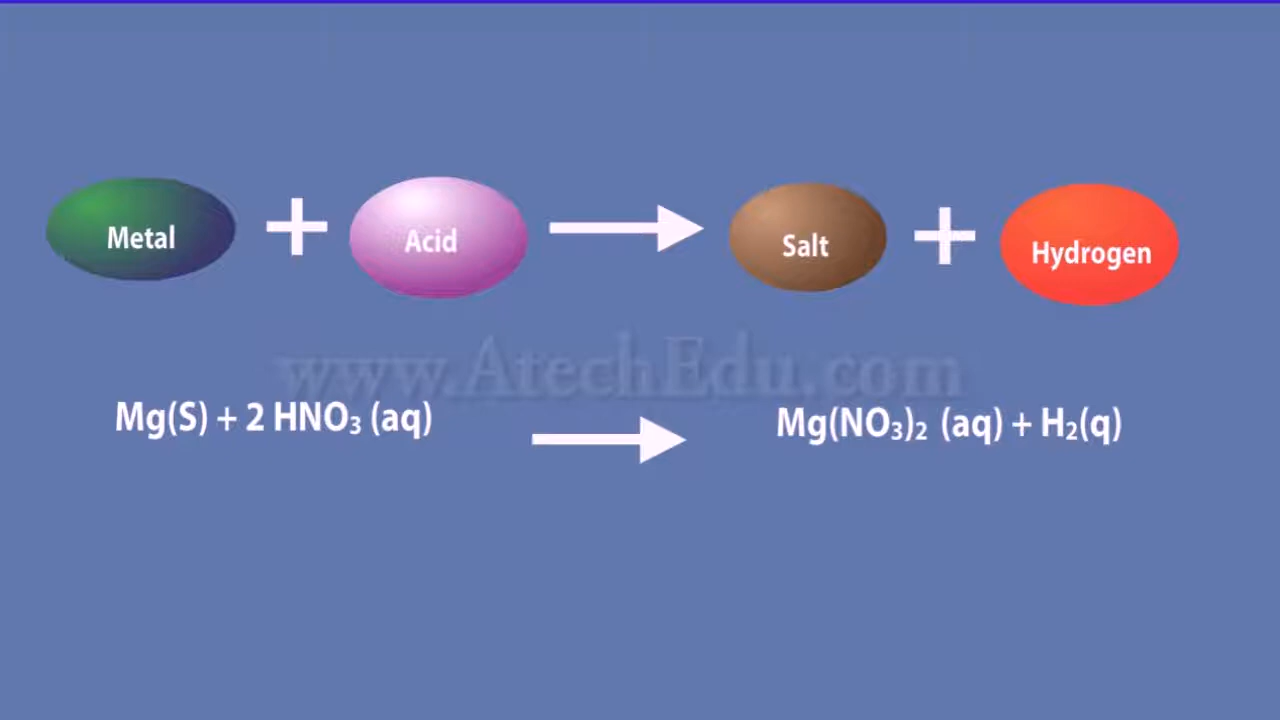 Metal + Acid → Salt + Hydrogen
www.AtechEdu.com
Mg(S) + 2 HNO₃ (aq) → Mg(NO₃)₂ (aq) + H₂(q)